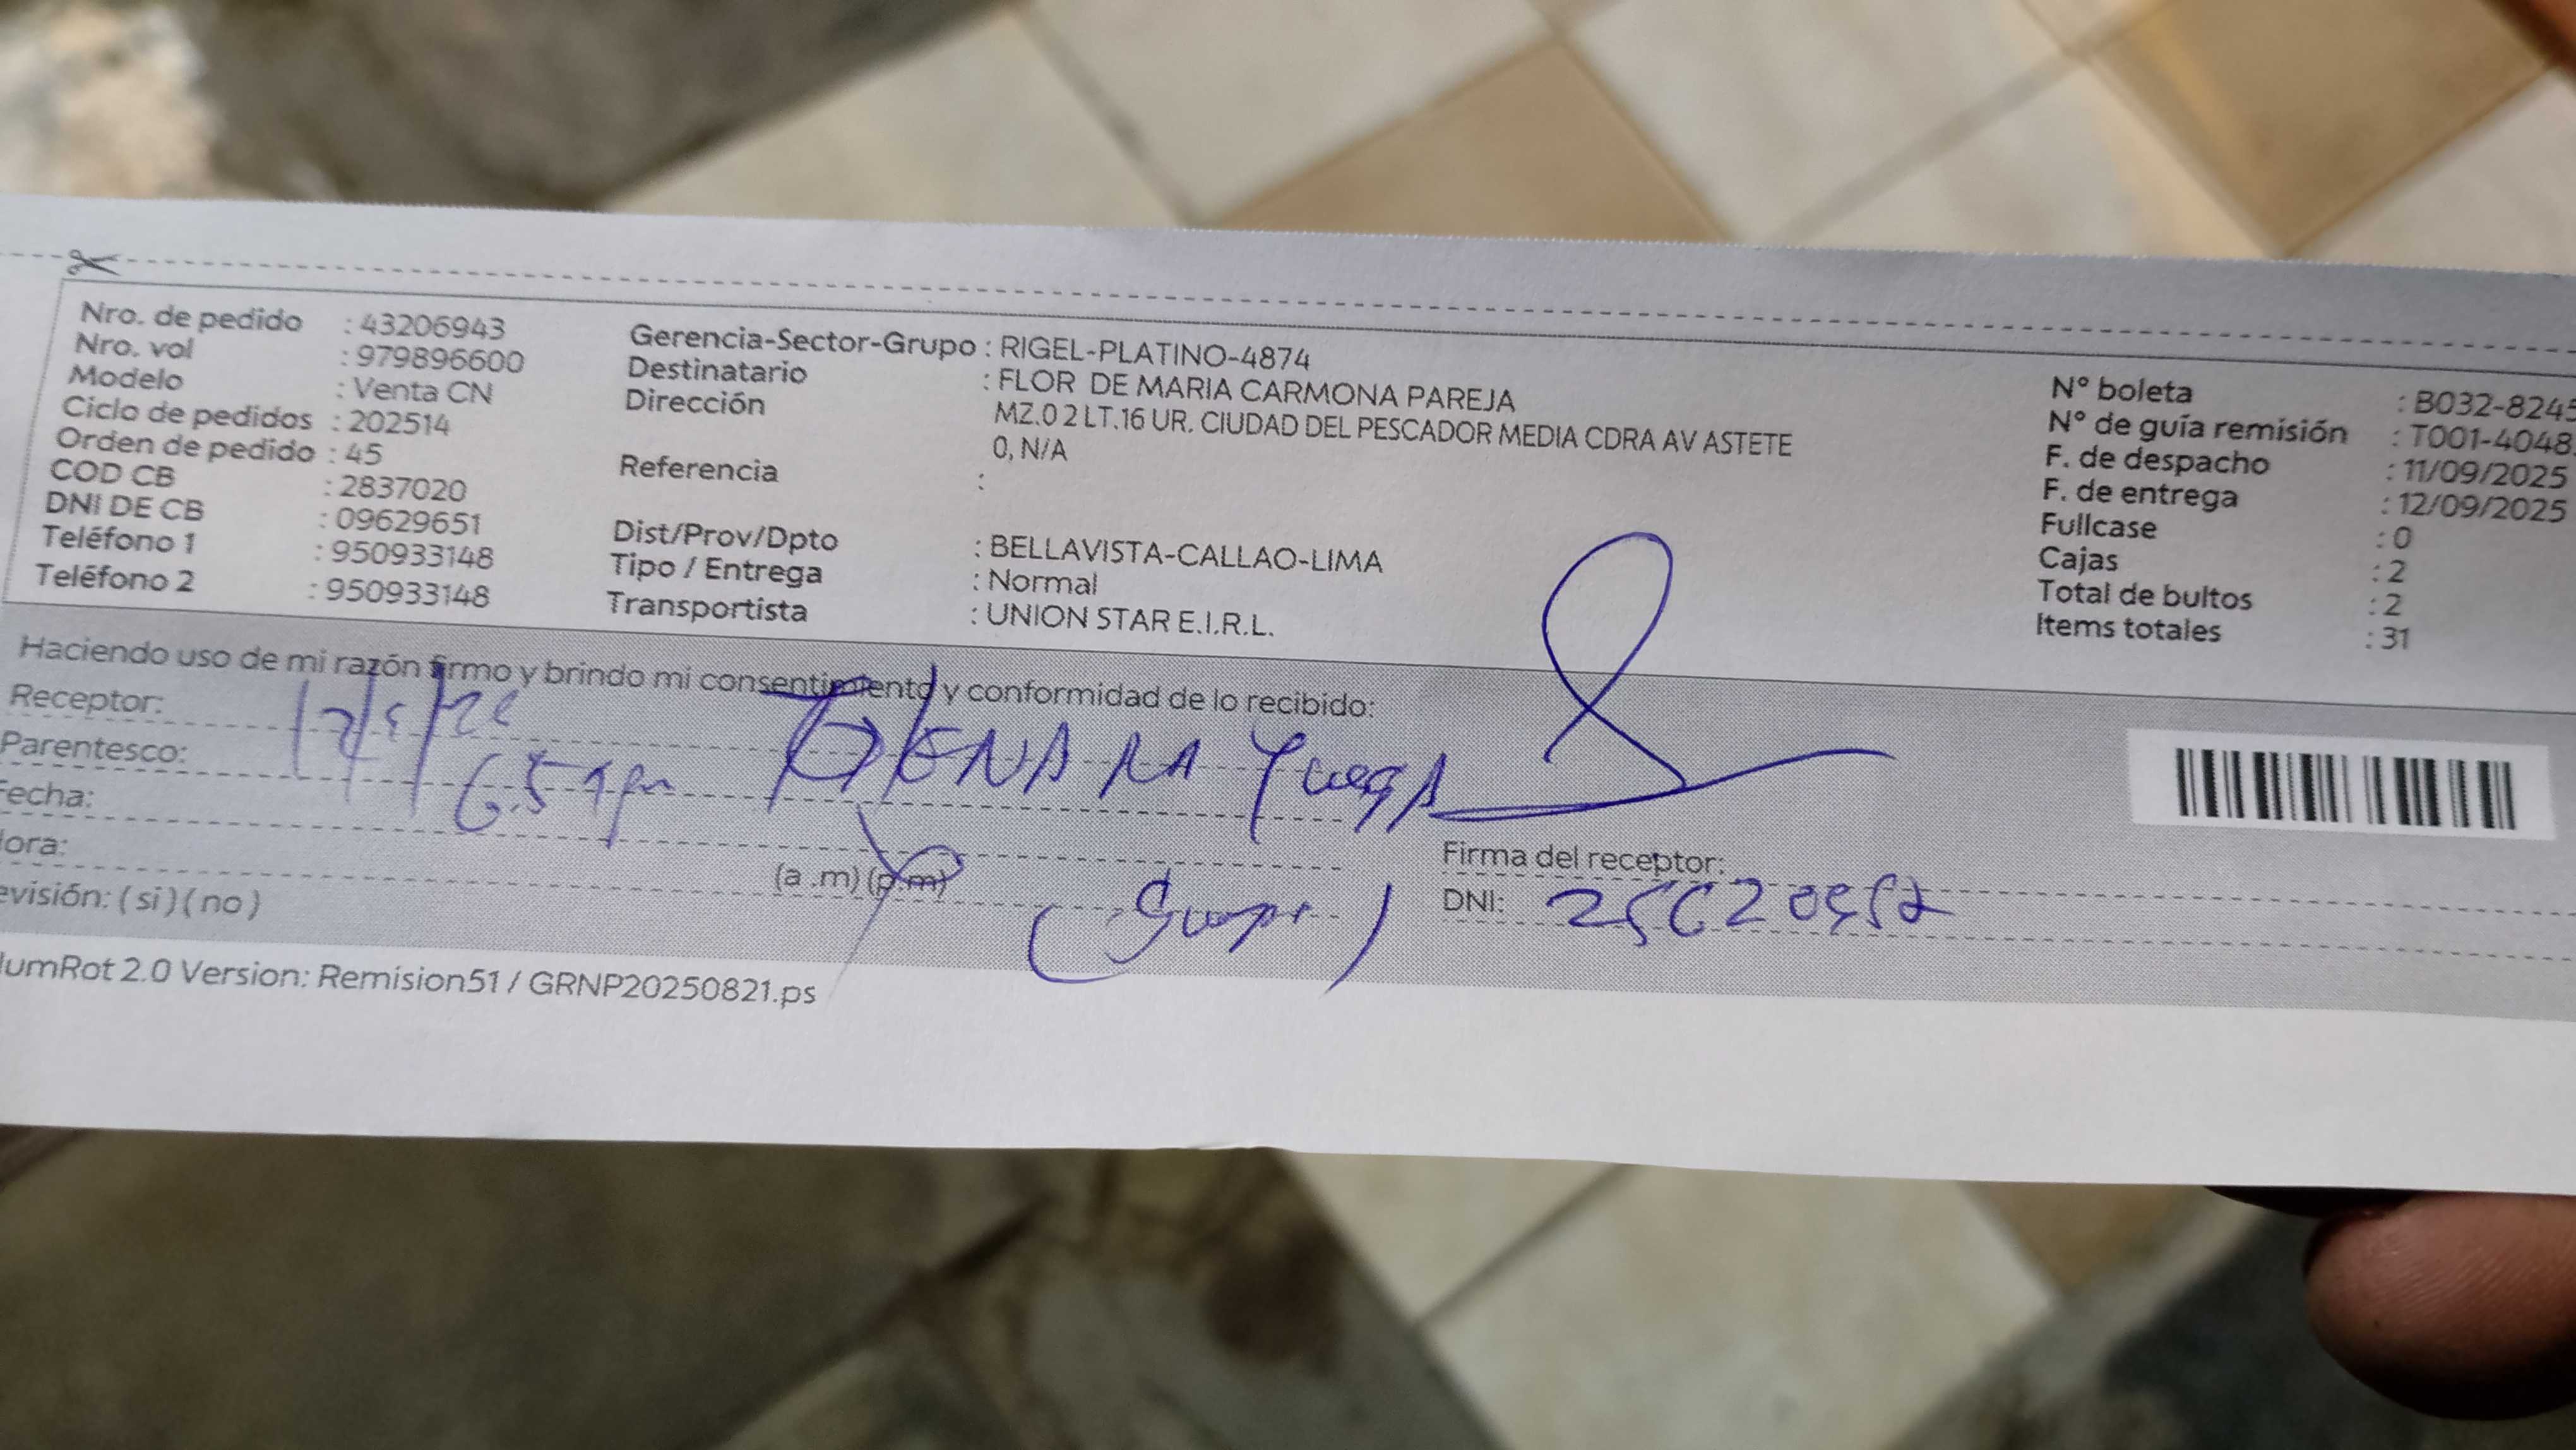 Nro. de pedido : 43206943
Nro. vol : 979896600
Modelo : Venta CN
Ciclo de pedidos : 202514
Orden de pedido : 45
COD CB : 2837020
DNI DE CB : 09629651
Teléfono 1 : 950933148
Teléfono 2 : 950933148
Gerencia-Sector-Grupo : RIGEL-PLATINO-4874
Destinatario : FLOR DE MARIA CARMONA PAREJA
Dirección MZ.0 2 LT.16 UR. CIUDAD DEL PESCADOR MEDIA CDRA AV ASTETE
0, N/A
Referencia :
Dist/Prov/Dpto : BELLAVISTA-CALLAO-LIMA
Tipo / Entrega : Normal
Transportista : UNION STAR E.I.R.L.
N° boleta : B032-8245
N° de guía remisión : T001-4048
F. de despacho : 11/09/2025
F. de entrega : 12/09/2025
Fullcase : 0
Cajas : 2
Total de bultos : 2
Items totales : 31
Haciendo uso de mi razón firmo y brindo mi consentimiento y conformidad de lo recibido:
Receptor:
Parentesco:
Fecha:
ora:
(a .m) (p.m)
evisión: ( si ) ( no )
Firma del receptor:
DNI:
lumRot 2.0 Version: Remision51 / GRNP20250821.ps